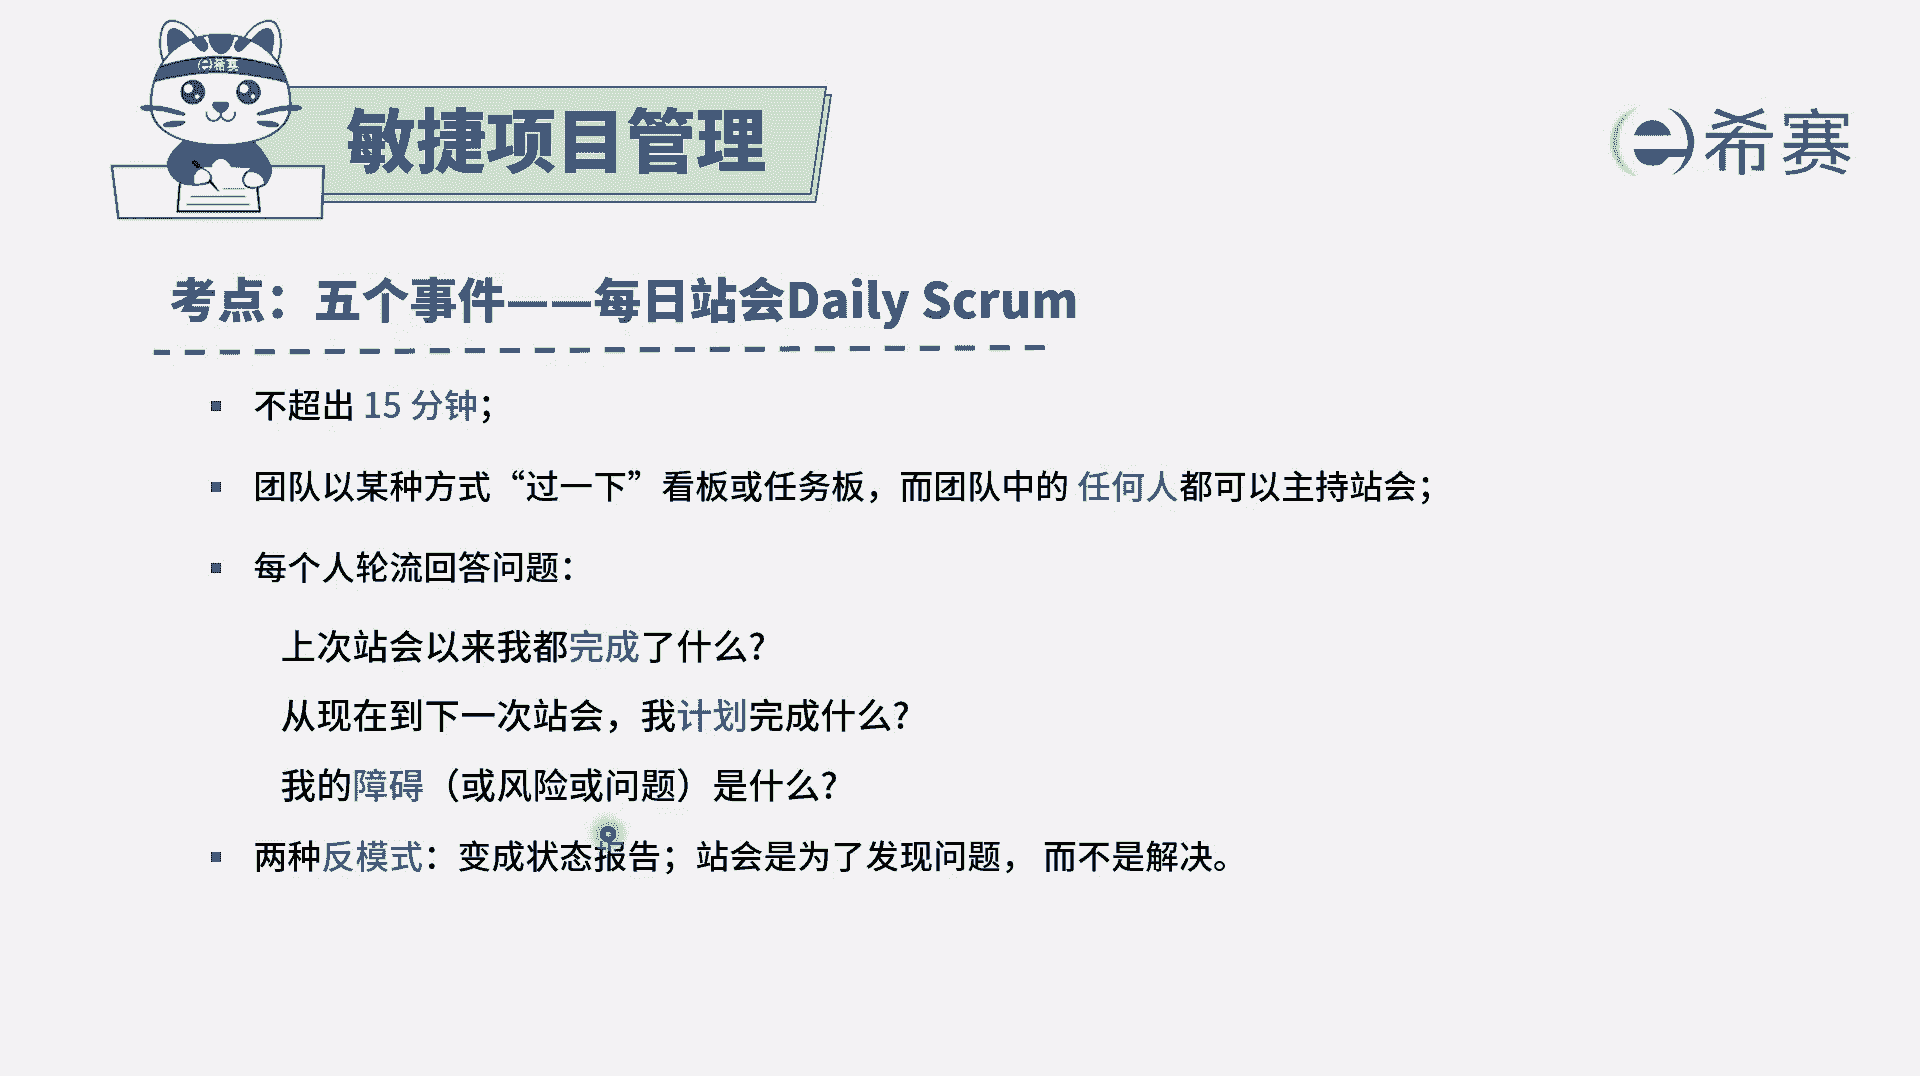 希赛
敏捷项目管理
希赛
考点：五个事件——每日站会Daily Scrum
不超出 15 分钟；
团队以某种方式“过一下”看板或任务板，而团队中的 任何人都可以主持站会；
每个人轮流回答问题：
上次站会以来我都完成了什么？
从现在到下一次站会，我计划完成什么？
我的障碍（或风险或问题）是什么？
两种反模式：变成状态报告；站会是为了发现问题， 而不是解决。